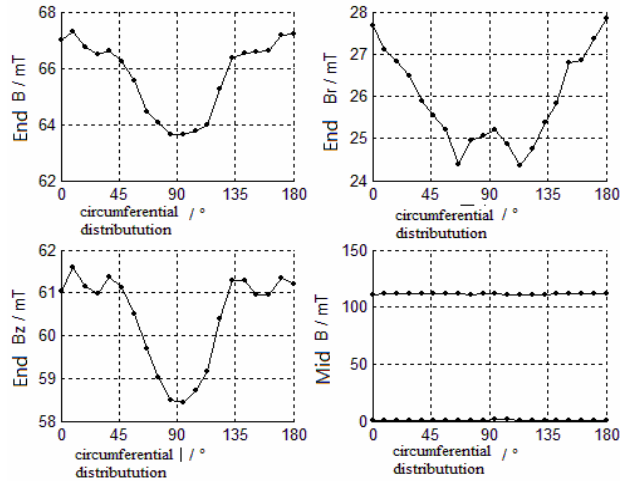 68
66
64
62
End B / mT
0 45 90 135 180
circumferential / °
distributution
28
27
26
25
24
End Br / mT
0 45 90 135 180
circumferential / °
distributution
62
61
60
59
58
End Bz / mT
0 45 90 135 180
circumferential / °
distributution
150
100
50
0
Mid B / mT
0 45 90 135 180
circumferential / °
distributution